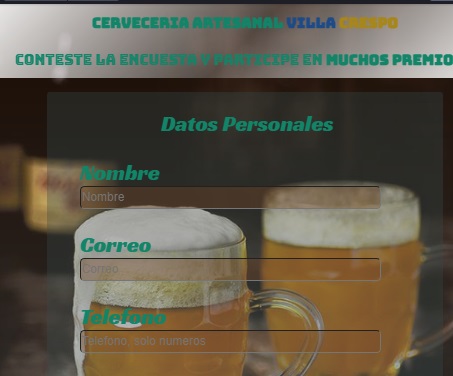 CERVECERIA ARTESANAL VILLA CRESPO
CONTESTE LA ENCUESTA Y PARTICIPE EN MUCHOS PREMIO
Datos Personales
Nombre
Nombre
Correo
Correo
Telefono
Telefono, solo numeros